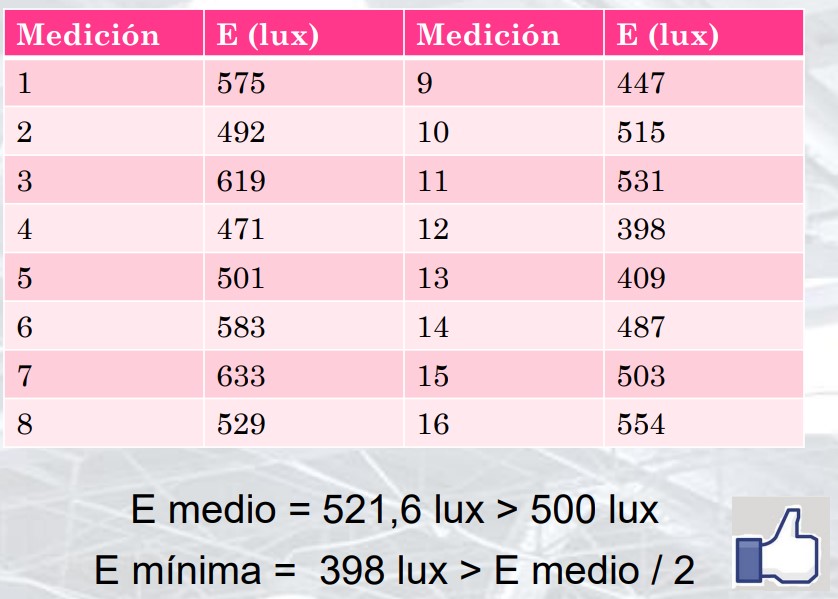 Medición E (lux) Medición E (lux)
1 575 9 447
2 492 10 515
3 619 11 531
4 471 12 398
5 501 13 409
6 583 14 487
7 633 15 503
8 529 16 554
E medio = 521,6 lux > 500 lux
E mínima = 398 lux > E medio / 2